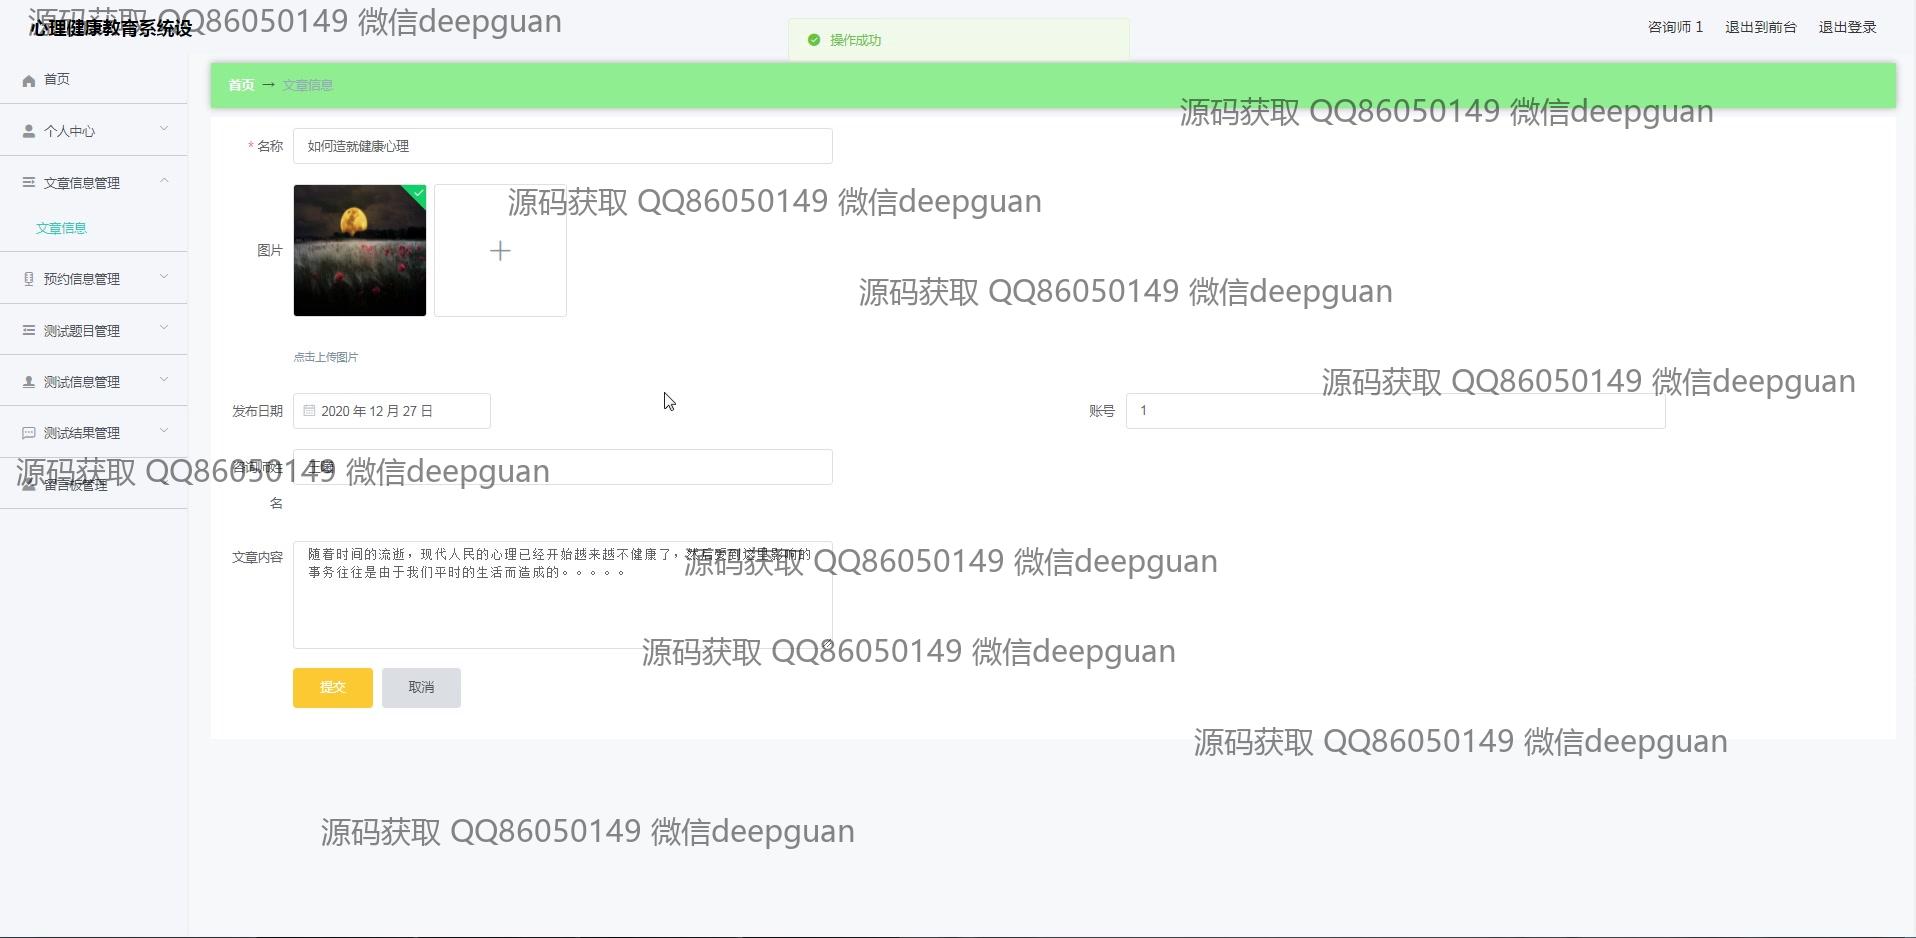 心理健康教育系统设
源码获取 QQ86050149 微信deepguan
操作成功
咨询师 1 退出到前台 退出登录
首页
个人中心
文章信息管理
文章信息
预约信息管理
测试题目管理
测试信息管理
测试结果管理
留言板管理
首页 → 文章信息
源码获取 QQ86050149 微信deepguan
* 名称 如何造就健康心理
源码获取 QQ86050149 微信deepguan
图片
源码获取 QQ86050149 微信deepguan
点击上传图片
源码获取 QQ86050149 微信deepguan
发布日期 2020 年 12 月 27 日
账号 1
源码获取 QQ86050149 微信deepguan
咨询师姓
名
文章内容
随着时间的流逝，现代人民的心理已经开始越来越不健康了，然后受到这里影响的
事务往往是由于我们平时的生活而造成的。。。。。
源码获取 QQ86050149 微信deepguan
源码获取 QQ86050149 微信deepguan
提交 取消
源码获取 QQ86050149 微信deepguan
源码获取 QQ86050149 微信deepguan